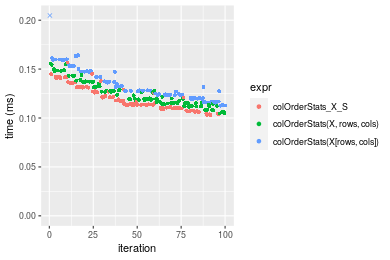 0.20
0.15
0.10
0.05
0.00
time (ms)
0
25
50
75
100
iteration
expr
colOrderStats_X_S
colOrderStats(X, rows, cols)
colOrderStats(X[rows, cols])